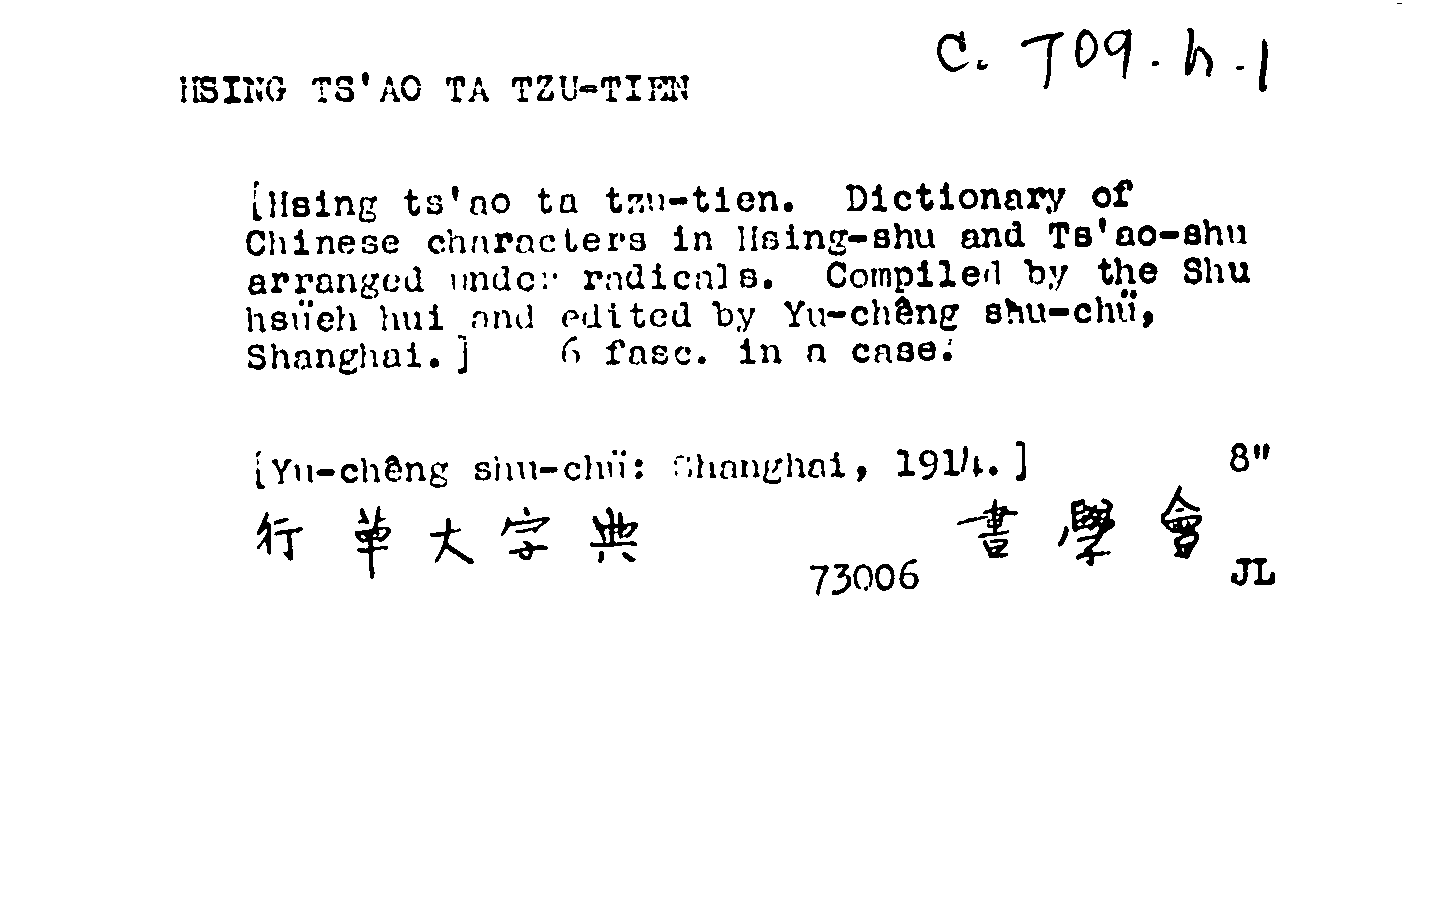 C. 709.h.1
HSING TS'AO TA TZU-TIEN
[Hsing ts'ao ta tzu-tien. Dictionary of
Chinese characters in Hsing-shu and Ts'ao-shu
arranged under radicals. Compiled by the Shu
hsüeh hui and edited by Yu-chêng shu-chü,
Shanghai.] 6 fasc. in a case.
[Yu-chêng shu-chü: Shanghai, 1914.] 8"
行草大字典 書學會
73006 JL